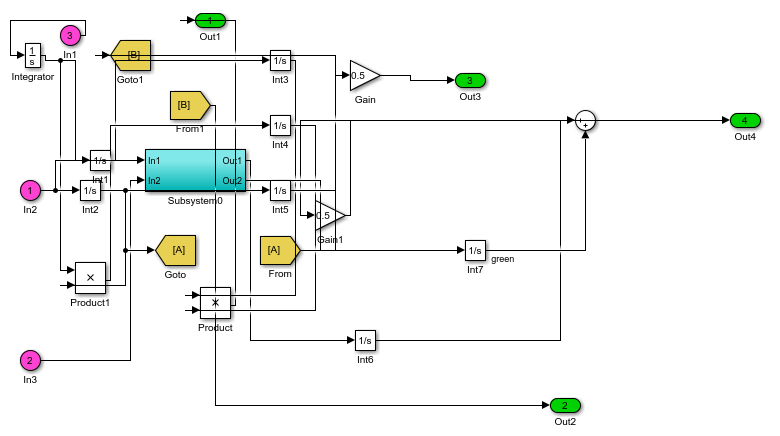 1
Out1
3
In1
1
s
Integrator
[B]
Goto1
1/s
Int3
0.5
Gain
3
Out3
[B]
From1
1/s
Int4
+
+
4
Out4
1/s
Int1
In1
Out1
In2
Out2
Subsystem0
1
In2
1/s
Int2
1/s
Int5
0.5
Gain1
[A]
Goto
[A]
From
1/s
Int7
green
×
Product1
×
Product
1/s
Int6
2
In3
2
Out2